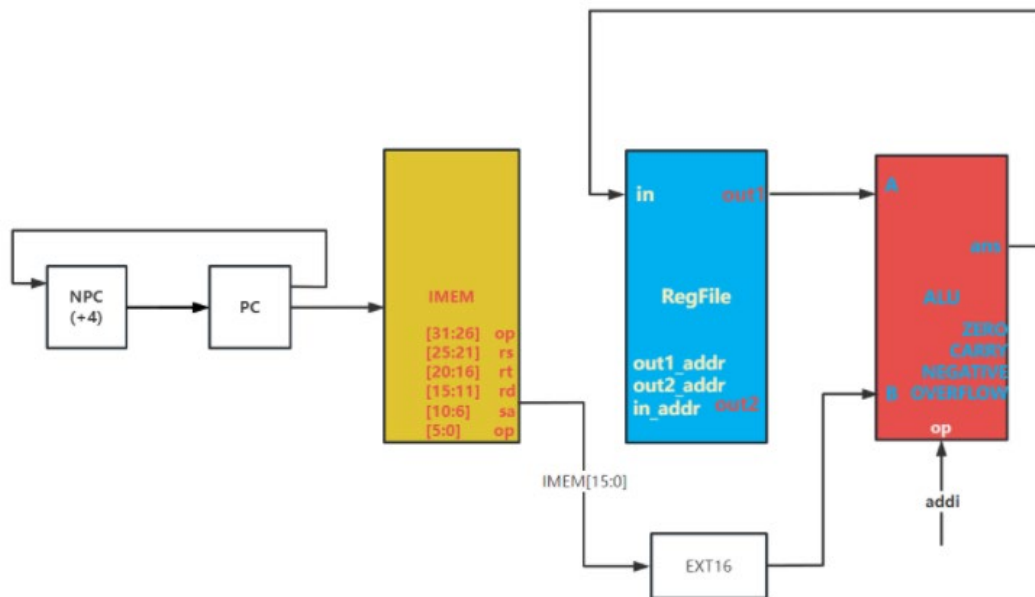 NPC
(+4)
PC
IMEM
[31:26] op
[25:21] rs
[20:16] rt
[15:11] rd
[10:6] sa
[5:0] op
IMEM[15:0]
in
out1
RegFile
out1_addr
out2_addr
in_addr
out2
EXT16
A
ans
ALU
ZERO
CARRY
NEGATIVE
B OVERFLOW
op
addi